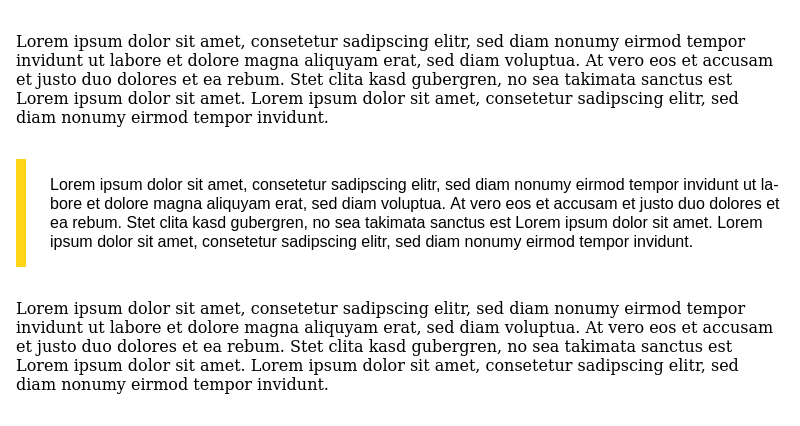 Lorem ipsum dolor sit amet, consetetur sadipscing elitr, sed diam nonumy eirmod tempor
invidunt ut labore et dolore magna aliquyam erat, sed diam voluptua. At vero eos et accusam
et justo duo dolores et ea rebum. Stet clita kasd gubergren, no sea takimata sanctus est
Lorem ipsum dolor sit amet. Lorem ipsum dolor sit amet, consetetur sadipscing elitr, sed
diam nonumy eirmod tempor invidunt.
Lorem ipsum dolor sit amet, consetetur sadipscing elitr, sed diam nonumy eirmod tempor invidunt ut la-
bore et dolore magna aliquyam erat, sed diam voluptua. At vero eos et accusam et justo duo dolores et
ea rebum. Stet clita kasd gubergren, no sea takimata sanctus est Lorem ipsum dolor sit amet. Lorem
ipsum dolor sit amet, consetetur sadipscing elitr, sed diam nonumy eirmod tempor invidunt.
Lorem ipsum dolor sit amet, consetetur sadipscing elitr, sed diam nonumy eirmod tempor
invidunt ut labore et dolore magna aliquyam erat, sed diam voluptua. At vero eos et accusam
et justo duo dolores et ea rebum. Stet clita kasd gubergren, no sea takimata sanctus est
Lorem ipsum dolor sit amet. Lorem ipsum dolor sit amet, consetetur sadipscing elitr, sed
diam nonumy eirmod tempor invidunt.